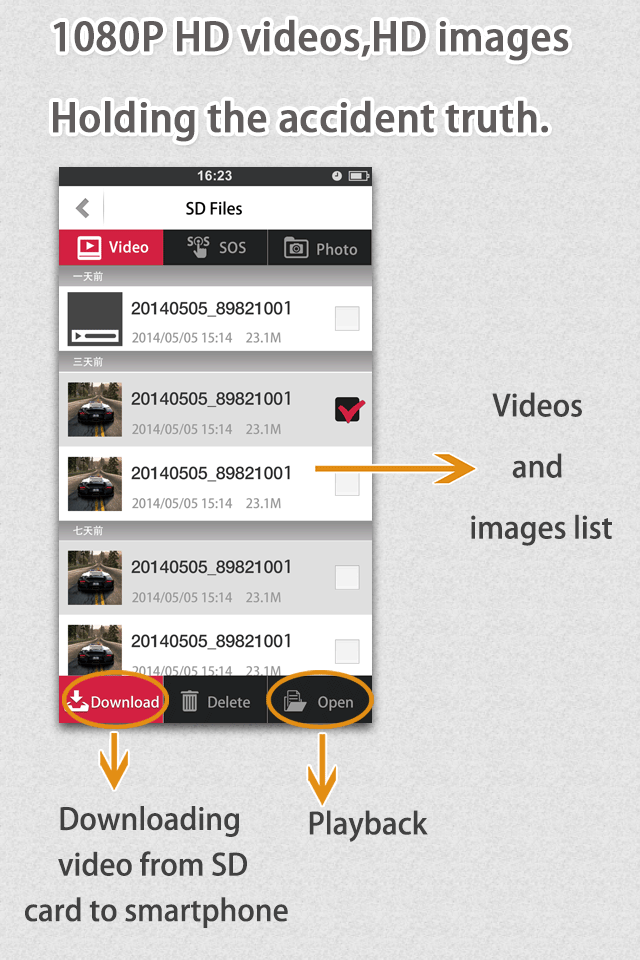 1080P HD videos,HD images
Holding the accident truth.
16:23
SD Files
Video
SOS
SOS
Photo
一天前
20140505_89821001
2014/05/05 15:14 23.1M
三天前
20140505_89821001
2014/05/05 15:14 23.1M
20140505_89821001
2014/05/05 15:14 23.1M
七天前
20140505_89821001
2014/05/05 15:14 23.1M
20140505_89821001
2014/05/05 15:14 23.1M
Download
Delete
Open
Videos
and
images list
Downloading
video from SD
card to smartphone
Playback